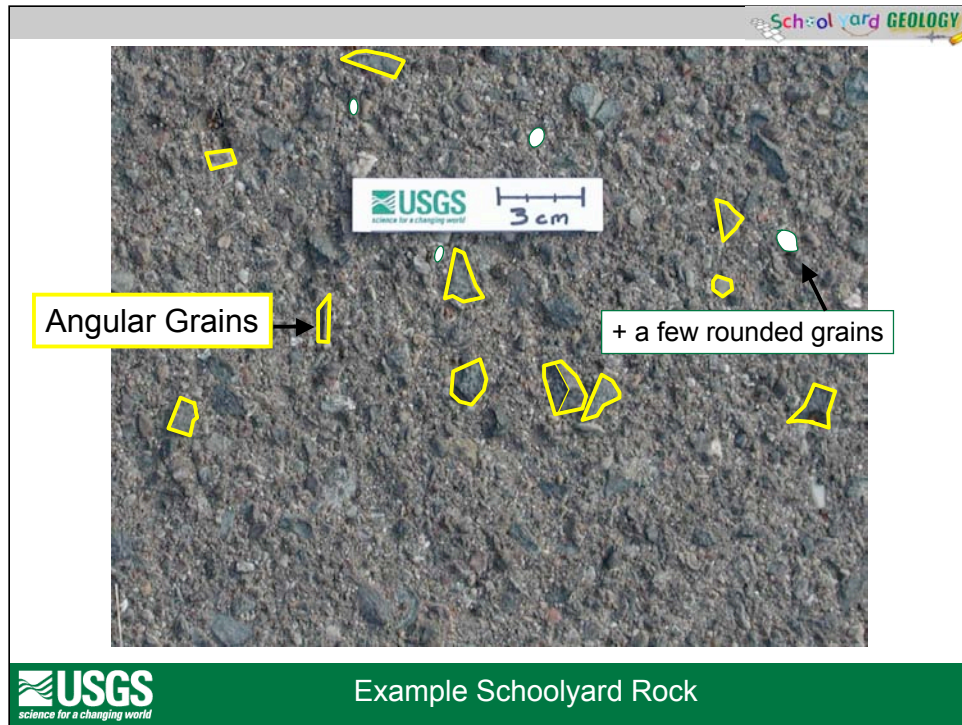 School yard GEOLOGY
USGS
science for a changing world
3 cm
Angular Grains
+ a few rounded grains
USGS
science for a changing world
Example Schoolyard Rock